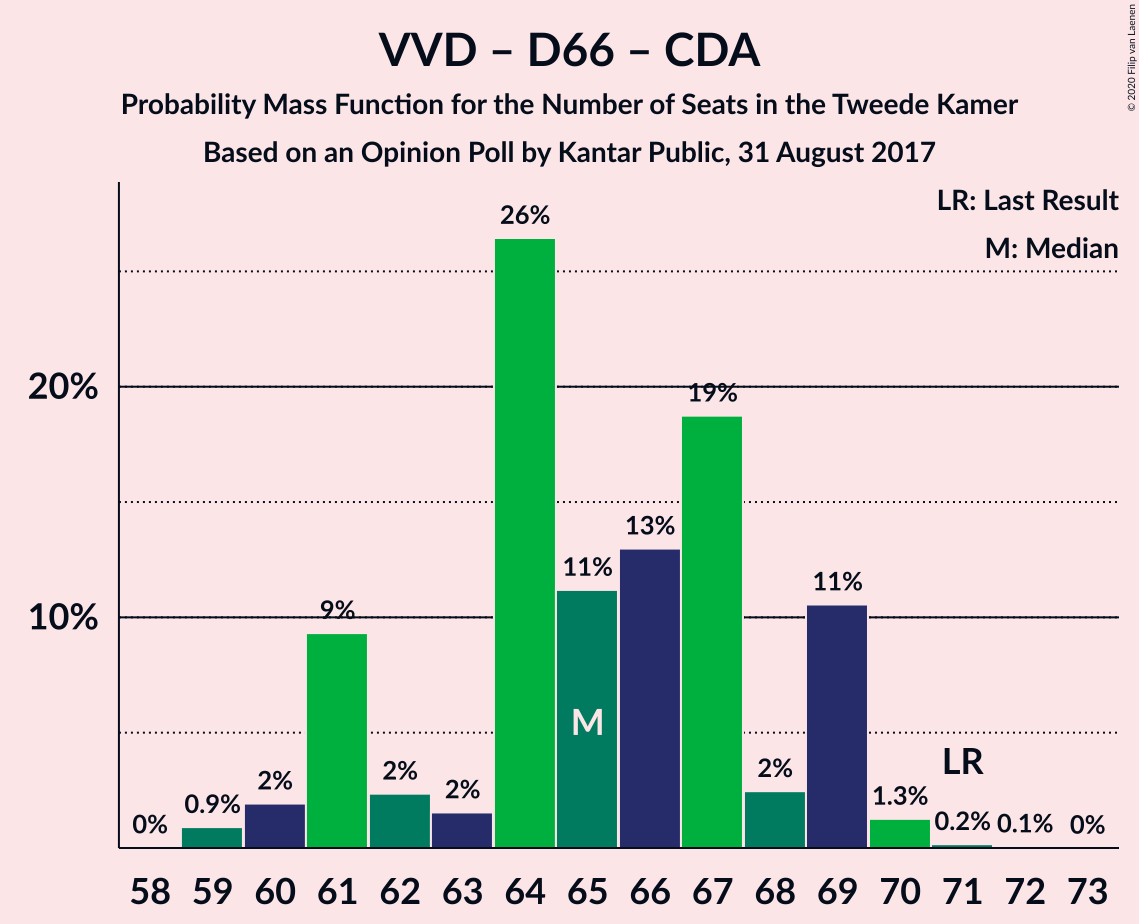 VVD – D66 – CDA
Probability Mass Function for the Number of Seats in the Tweede Kamer
Based on an Opinion Poll by Kantar Public, 31 August 2017
© 2020 Filip van Laenen
LR: Last Result
M: Median
26%
20%
19%
13%
11%
11%
10%
9%
M
LR
2%
2%
2%
2%
1.3%
0%
0.9%
0.2%
0.1%
0%
58 59 60 61 62 63 64 65 66 67 68 69 70 71 72 73